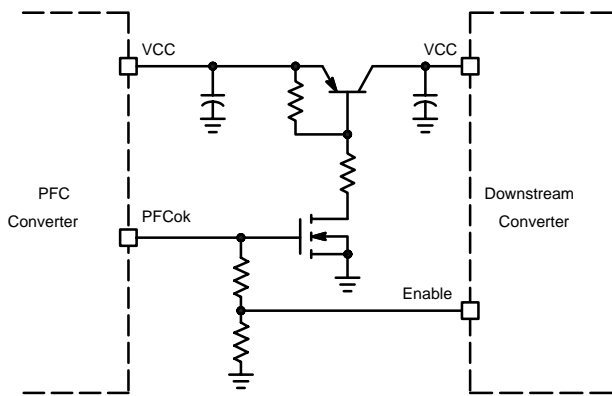 VCC
VCC
PFC
Converter
PFCok
Downstream
Converter
Enable